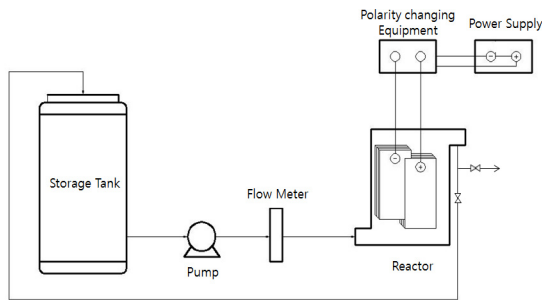 Polarity changing
Equipment
Power Supply
Storage Tank
Flow Meter
Pump
Reactor